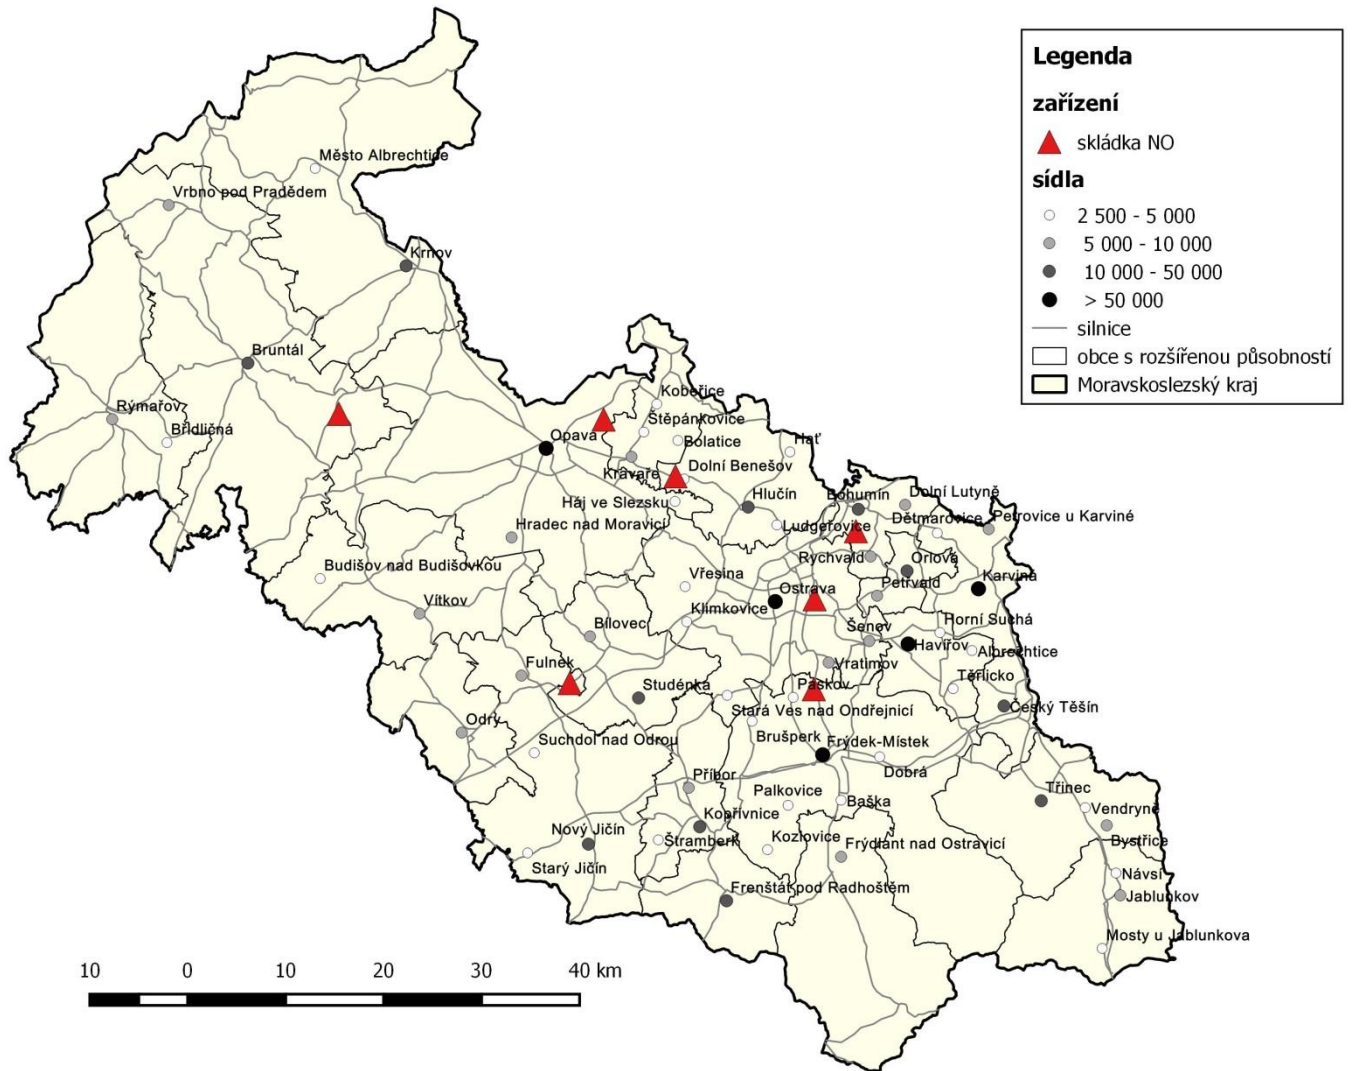 Legenda
zařízení
skládka NO
sídla
2 500 - 5 000
5 000 - 10 000
10 000 - 50 000
> 50 000
silnice
obce s rozšířenou působností
Moravskoslezský kraj
Město Albrechtice
Vrbno pod Pradědem
Krnov
Bruntál
Rýmařov
Břidličná
Kobeřice
Štěpánkovice
Opava
Bolatice
Hať
Kravaře
Dolní Benešov
Háj ve Slezsku
Hlučín
Bohumín
Dolní Lutyně
Hradec nad Moravicí
Ludgeřovice
Dětmarovice
Petrovice u Karviné
Rychvald
Orlová
Budišov nad Budišovkou
Vřesina
Ostrava
Petřvald
Karviná
Vítkov
Klimkovice
Bílovec
Šenov
Horní Suchá
Havířov
Albrechtice
Fulnek
Vratimov
Studénka
Paskov
Těrlicko
Stará Ves nad Ondřejnicí
Český Těšín
Odry
Suchdol nad Odrou
Brušperk
Frýdek-Místek
Dobrá
Příbor
Palkovice
Baška
Třinec
Vendryně
Kopřivnice
Nový Jičín
Štramberk
Kozlovice
Frýdlant nad Ostravicí
Bystřice
Starý Jičín
Návsí
Frenštát pod Radhoštěm
Jablunkov
Mosty u Jablunkova
10 0 10 20 30 40 km